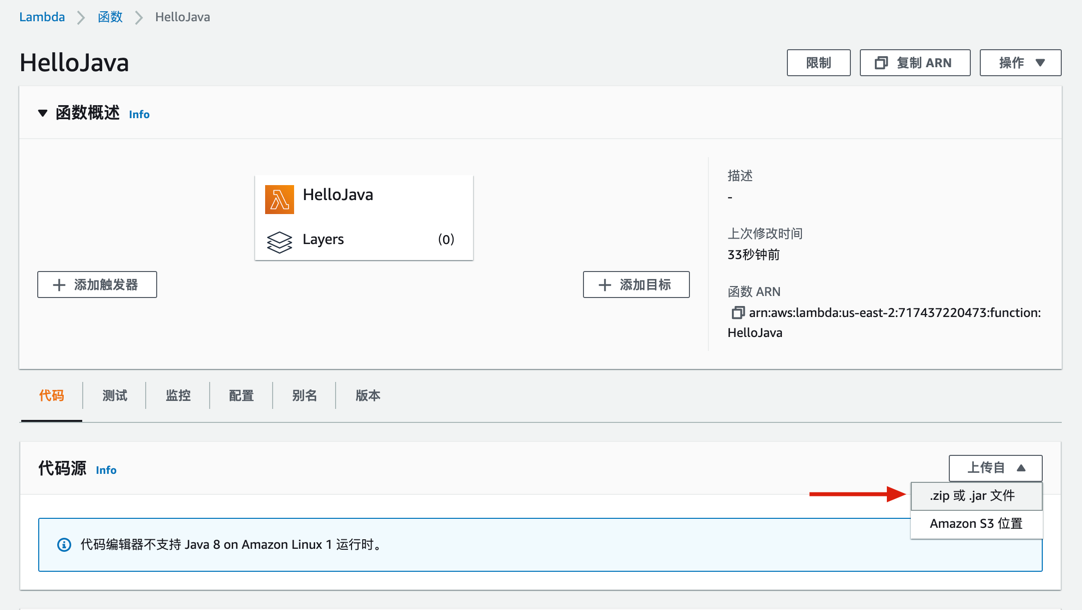 Lambda 函数 HelloJava
HelloJava
限制 复制 ARN 操作
函数概述 Info
HelloJava
Layers (0)
添加触发器
添加目标
描述
-
上次修改时间
33秒钟前
函数 ARN
arn:aws:lambda:us-east-2:717437220473:function:
HelloJava
代码 测试 监控 配置 别名 版本
代码源 Info
上传自
.zip 或 .jar 文件
Amazon S3 位置
代码编辑器不支持 Java 8 on Amazon Linux 1 运行时。